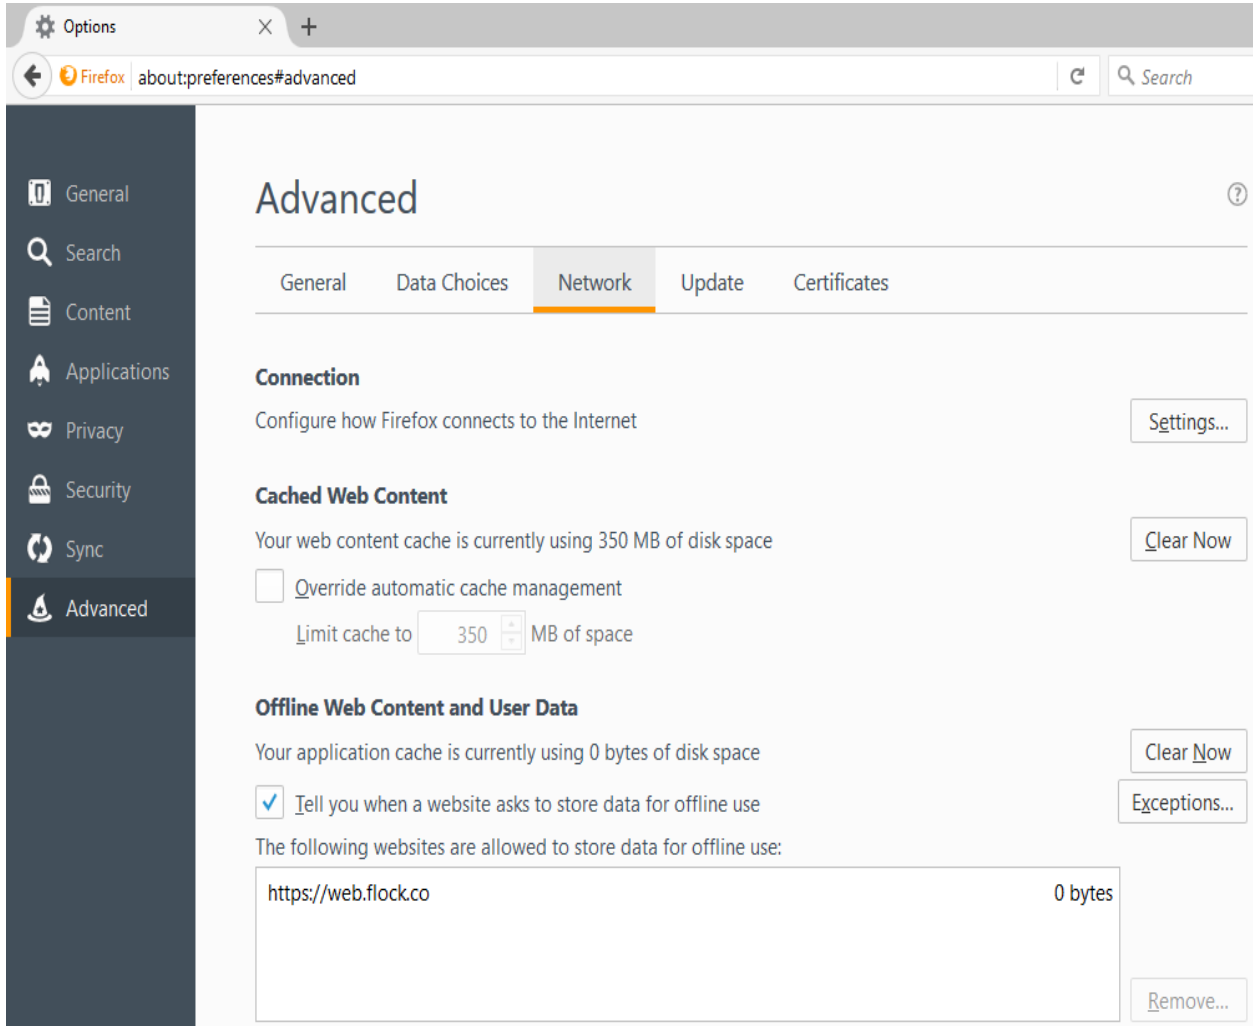 Options
Firefox about:preferences#advanced Search
General
Search
Content
Applications
Privacy
Security
Sync
Advanced
Advanced
General Data Choices Network Update Certificates
Connection
Configure how Firefox connects to the Internet Settings...
Cached Web Content
Your web content cache is currently using 350 MB of disk space Clear Now
Override automatic cache management
Limit cache to 350 MB of space
Offline Web Content and User Data
Your application cache is currently using 0 bytes of disk space Clear Now
Tell you when a website asks to store data for offline use Exceptions...
The following websites are allowed to store data for offline use:
https://web.flock.co 0 bytes
Remove...